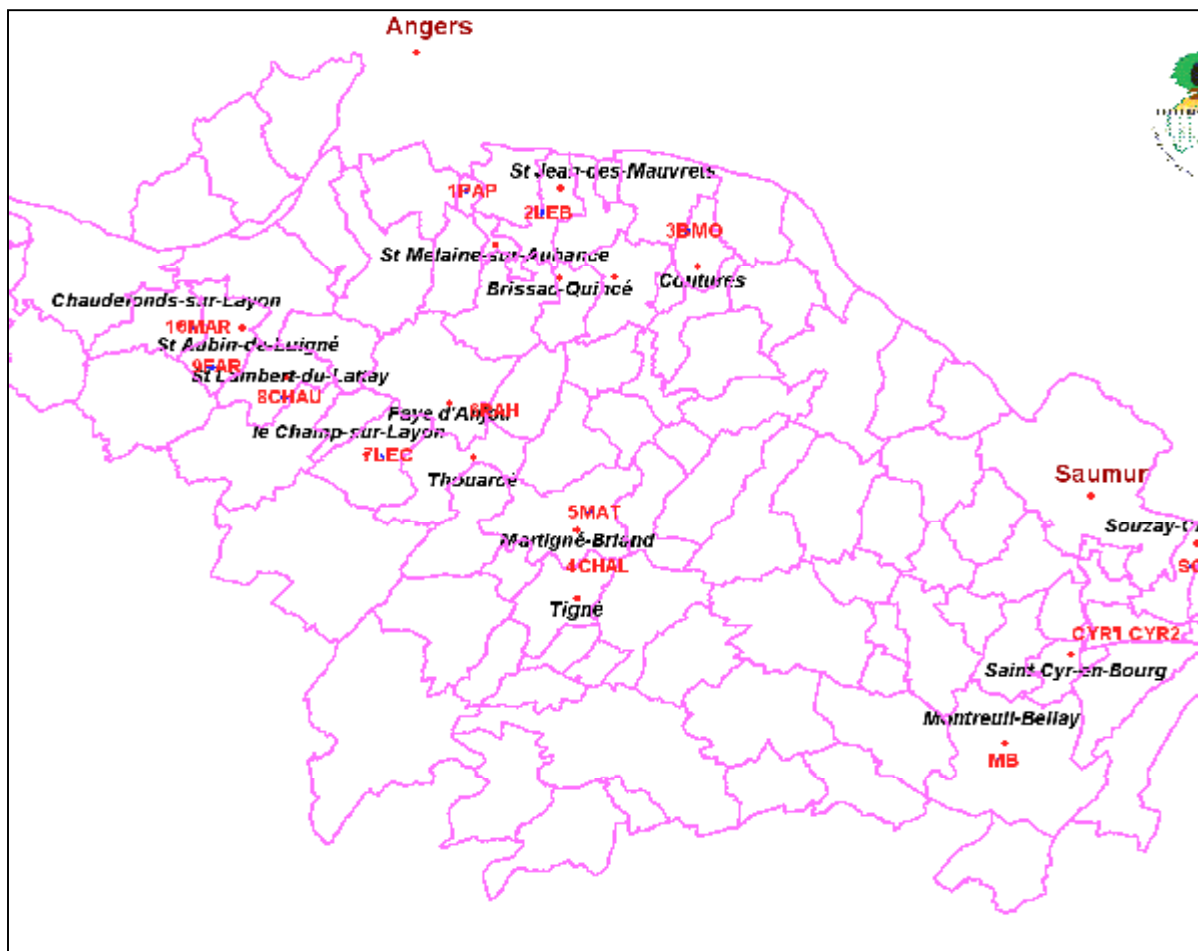 Angers
St Jean-des-Mauvrets
1PAP
2LEB
3BMO
St Melaine-sur-Aubance
Brissac-Quincé
Coutures
Chaudefonds-sur-Layon
10MAR
St Aubin-de-Luigné
9FAR
St Lambert-du-Lattay
8CHAU
Faye d'Anjou
le Champ-sur-Layon
7LEC
Thouarcé
Saumur
5MAT
Souzay-C
Martigné-Briand
4CHAL
Tigné
CYR1 CYR2
Saint Cyr-en-Bourg
Montreuil-Bellay
MB